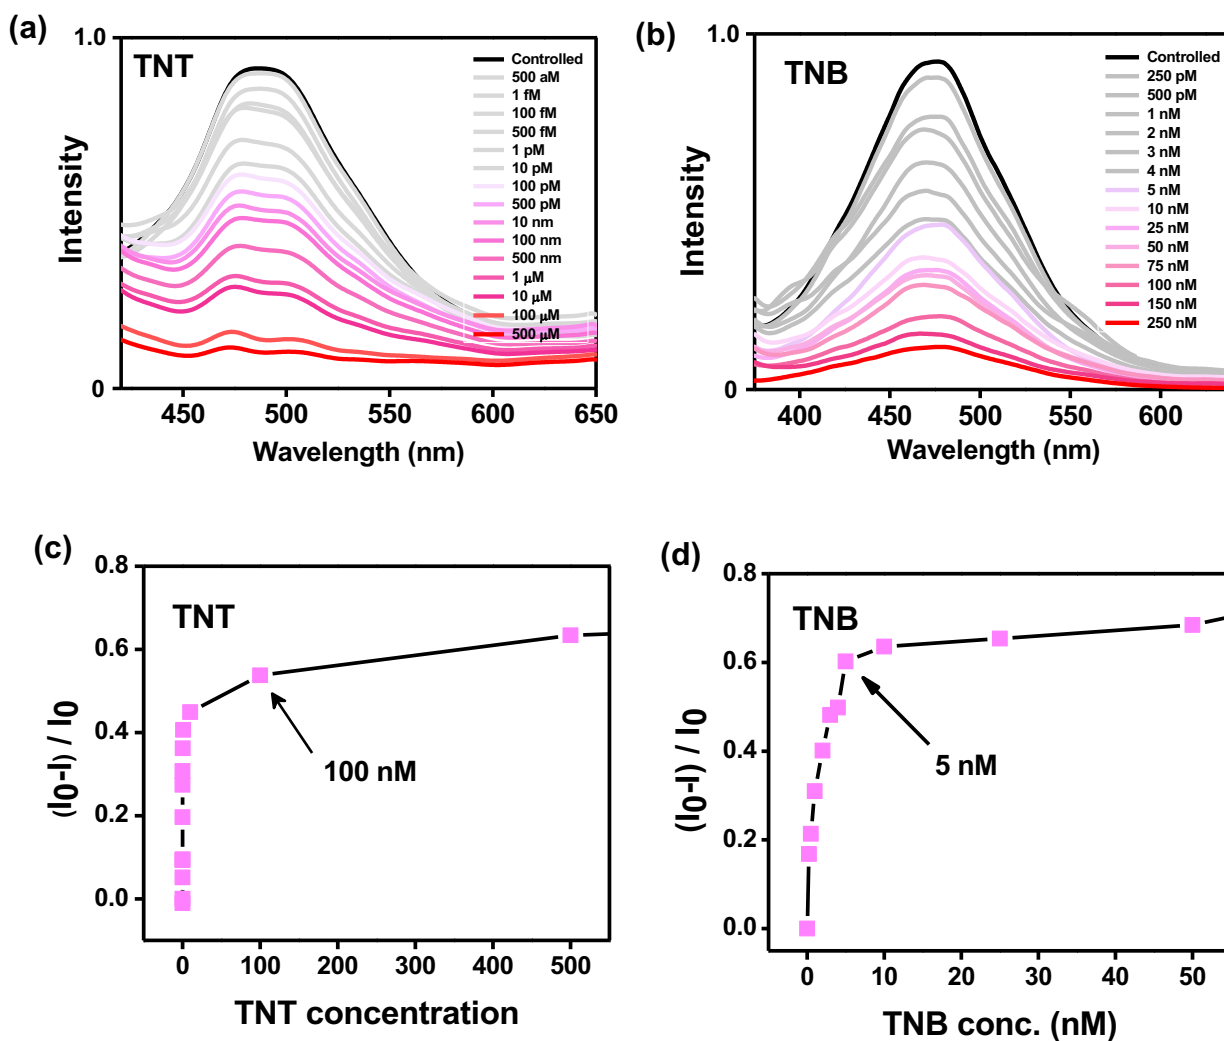 (a)
1.0
TNT
Intensity
0
Controlled
500 aM
1 fM
100 fM
500 fM
1 pM
10 pM
100 pM
500 pM
10 nm
100 nm
500 nm
1 μM
10 μM
100 μM
500 μM
450 500 550 600 650
Wavelength (nm)
(b)
1.0
TNB
Intensity
0
Controlled
250 pM
500 pM
1 nM
2 nM
3 nM
4 nM
5 nM
10 nM
25 nM
50 nM
75 nM
100 nM
150 nM
250 nM
400 450 500 550 600
Wavelength (nm)
(c)
0.8
0.6
0.4
0.2
0.0
TNT
(I0-I) / I0
100 nM
0 100 200 300 400 500
TNT concentration
(d)
0.8
0.6
0.4
0.2
0.0
TNB
(I0-I) / I0
5 nM
0 10 20 30 40 50
TNB conc. (nM)